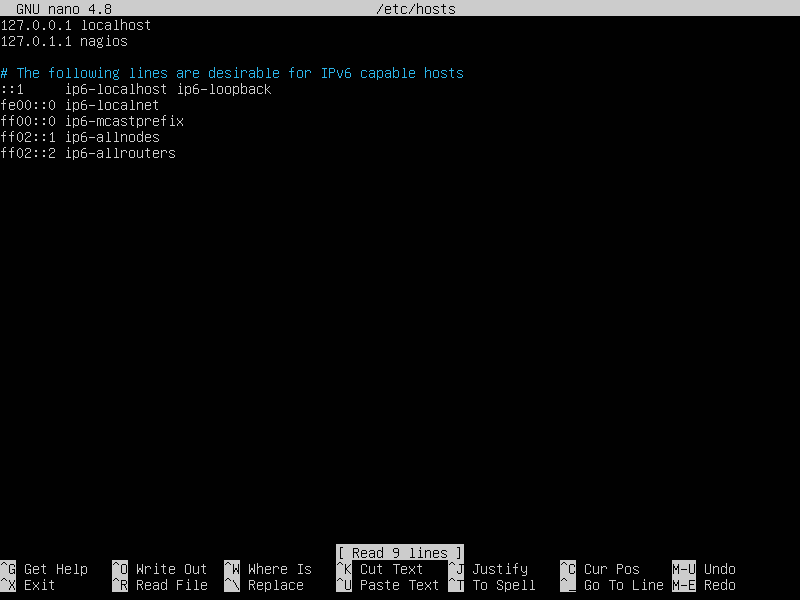 GNU nano 4.8 /etc/hosts
127.0.0.1 localhost
127.0.1.1 nagios
# The following lines are desirable for IPv6 capable hosts
::1 ip6-localhost ip6-loopback
fe00::0 ip6-localnet
ff00::0 ip6-mcastprefix
ff02::1 ip6-allnodes
ff02::2 ip6-allrouters
[ Read 9 lines ]
^G Get Help ^O Write Out ^W Where Is ^K Cut Text ^J Justify ^C Cur Pos M-U Undo
^X Exit ^R Read File ^\ Replace ^U Paste Text ^T To Spell ^_ Go To Line M-E Redo